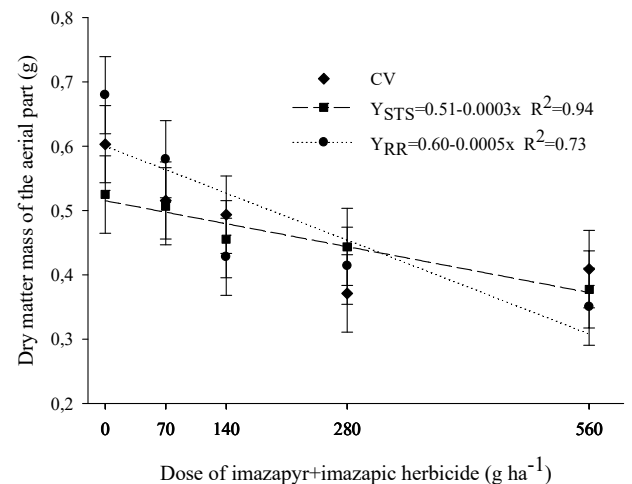 0,8
0,7
0,6
0,5
0,4
0,3
0,2
Dry matter mass of the aerial part (g)
CV
Y_STS=0.51-0.0003x R²=0.94
Y_RR=0.60-0.0005x R²=0.73
0 70 140 280 560
Dose of imazapyr+imazapic herbicide (g ha⁻¹)